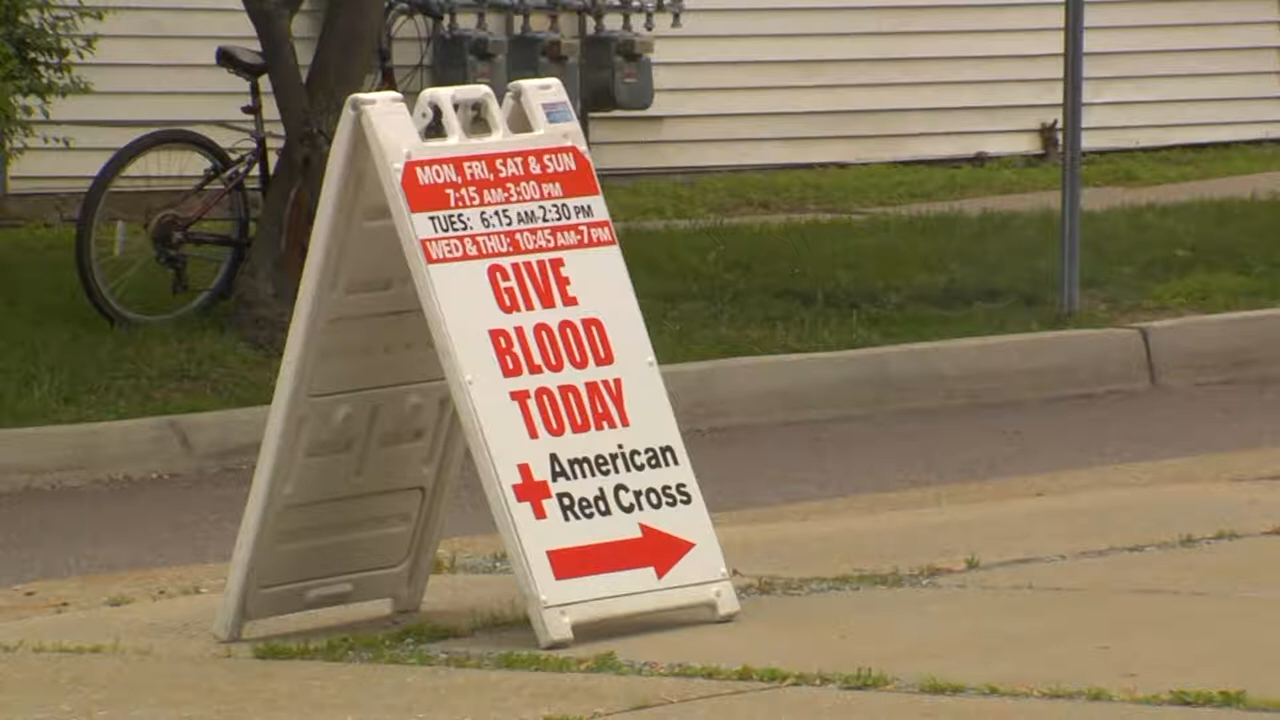 MON, FRI, SAT & SUN
7:15 AM-3:00 PM
TUES: 6:15 AM-2:30 PM
WED & THU: 10:45 AM-7 PM
GIVE
BLOOD
TODAY
American
Red Cross